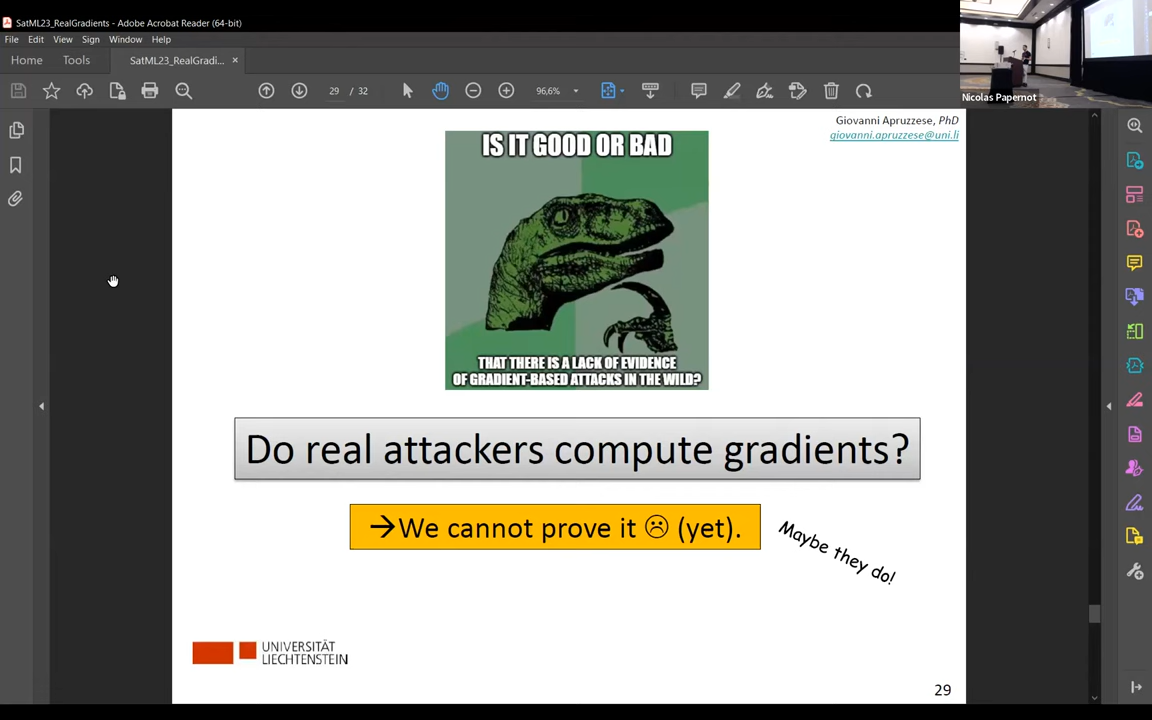 SatML23_RealGradients - Adobe Acrobat Reader (64-bit)
File Edit View Sign Window Help
Home Tools SatML23_RealGradi... ×
29 / 32 96,6%
Nicolas Papernot
Giovanni Apruzzese, PhD
giovanni.apruzzese@uni.li
IS IT GOOD OR BAD
THAT THERE IS A LACK OF EVIDENCE
OF GRADIENT-BASED ATTACKS IN THE WILD?
Do real attackers compute gradients?
→We cannot prove it ☹ (yet).
Maybe they do!
UNIVERSITÄT
LIECHTENSTEIN
29